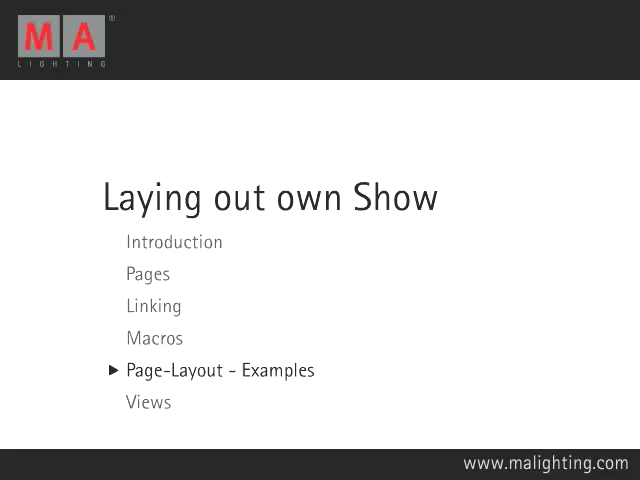 MA®
LIGHTING
Laying out own Show
Introduction
Pages
Linking
Macros
Page-Layout - Examples
Views
www.malighting.com